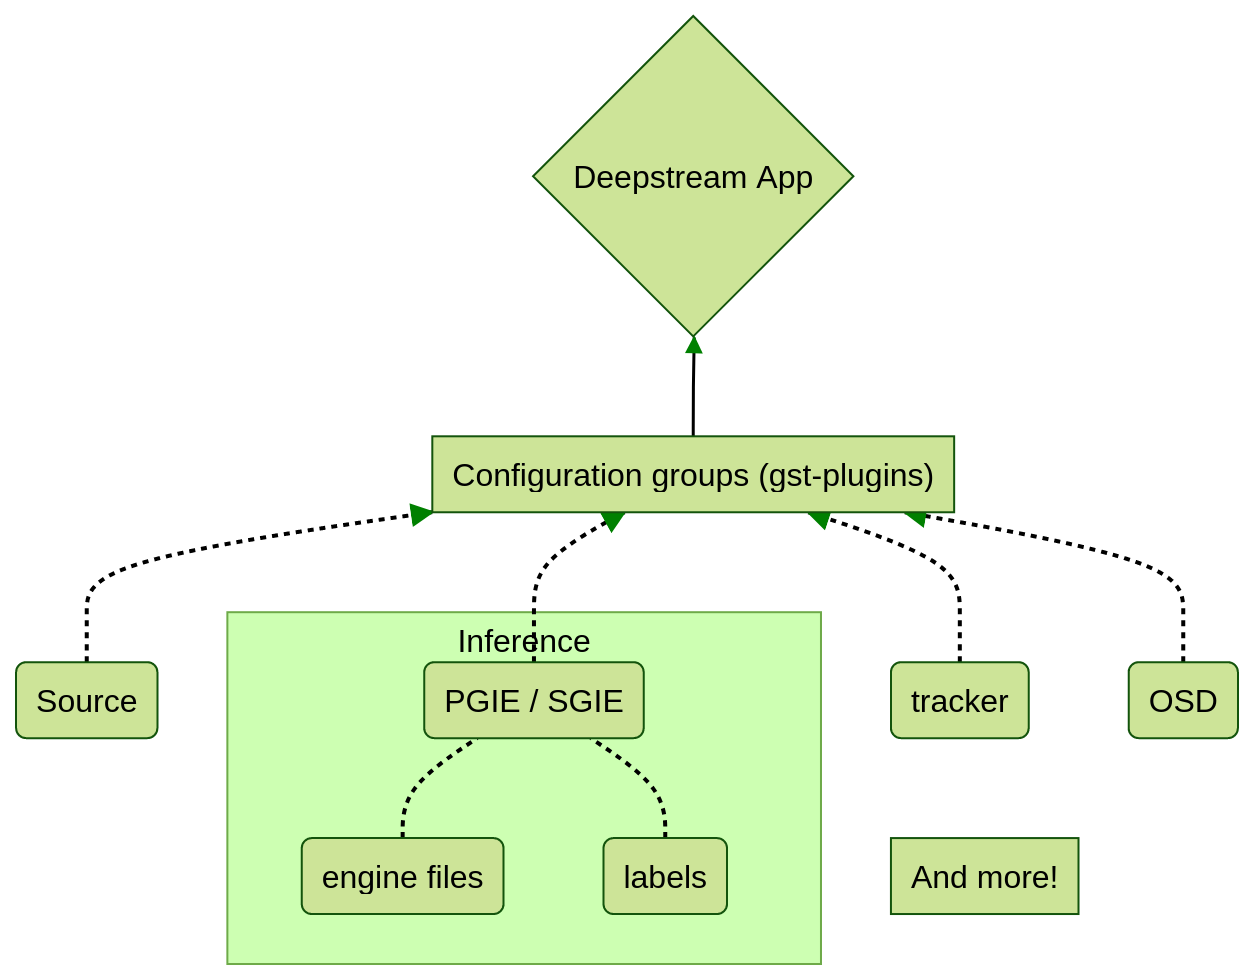 Deepstream App
Configuration groups (gst-plugins)
Inference
Source
PGIE / SGIE
tracker
OSD
engine files
labels
And more!